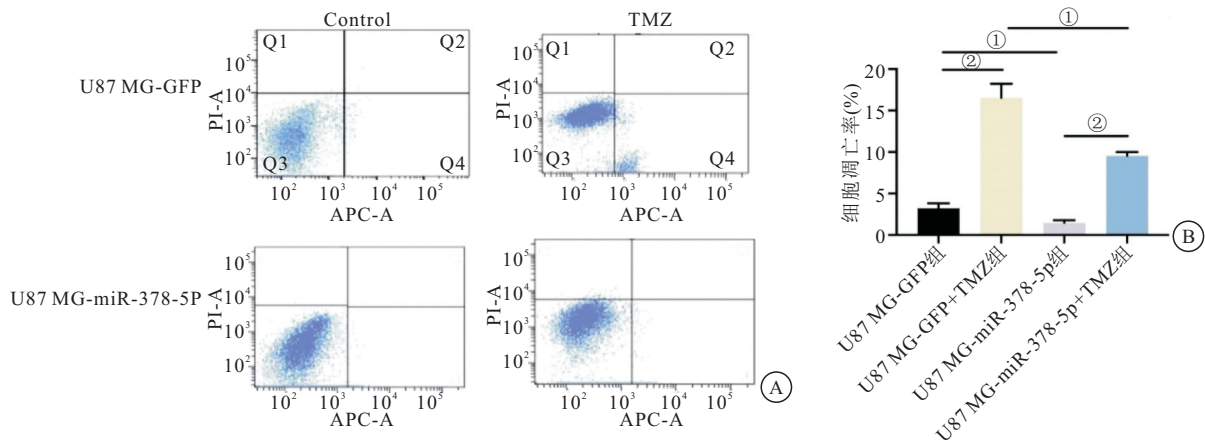 Control
TMZ
U87 MG-GFP
Q1
Q2
Q3
Q4
10⁵
10⁴
10³
10²
PI-A
10² 10³ 10⁴ 10⁵
APC-A
Q1
Q2
Q3
Q4
10⁵
10⁴
10³
10²
PI-A
10² 10³ 10⁴ 10⁵
APC-A
U87 MG-miR-378-5P
10⁵
10⁴
10³
10²
PI-A
10² 10³ 10⁴ 10⁵
APC-A
10⁵
10⁴
10³
10²
PI-A
10² 10³ 10⁴ 10⁵
APC-A
A
①
①
②
②
20
15
10
5
0
细胞凋亡率(%)
U87 MG-GFP组
U87 MG-GFP+TMZ组
U87 MG-miR-378-5p组
U87 MG-miR-378-5p+TMZ组
B